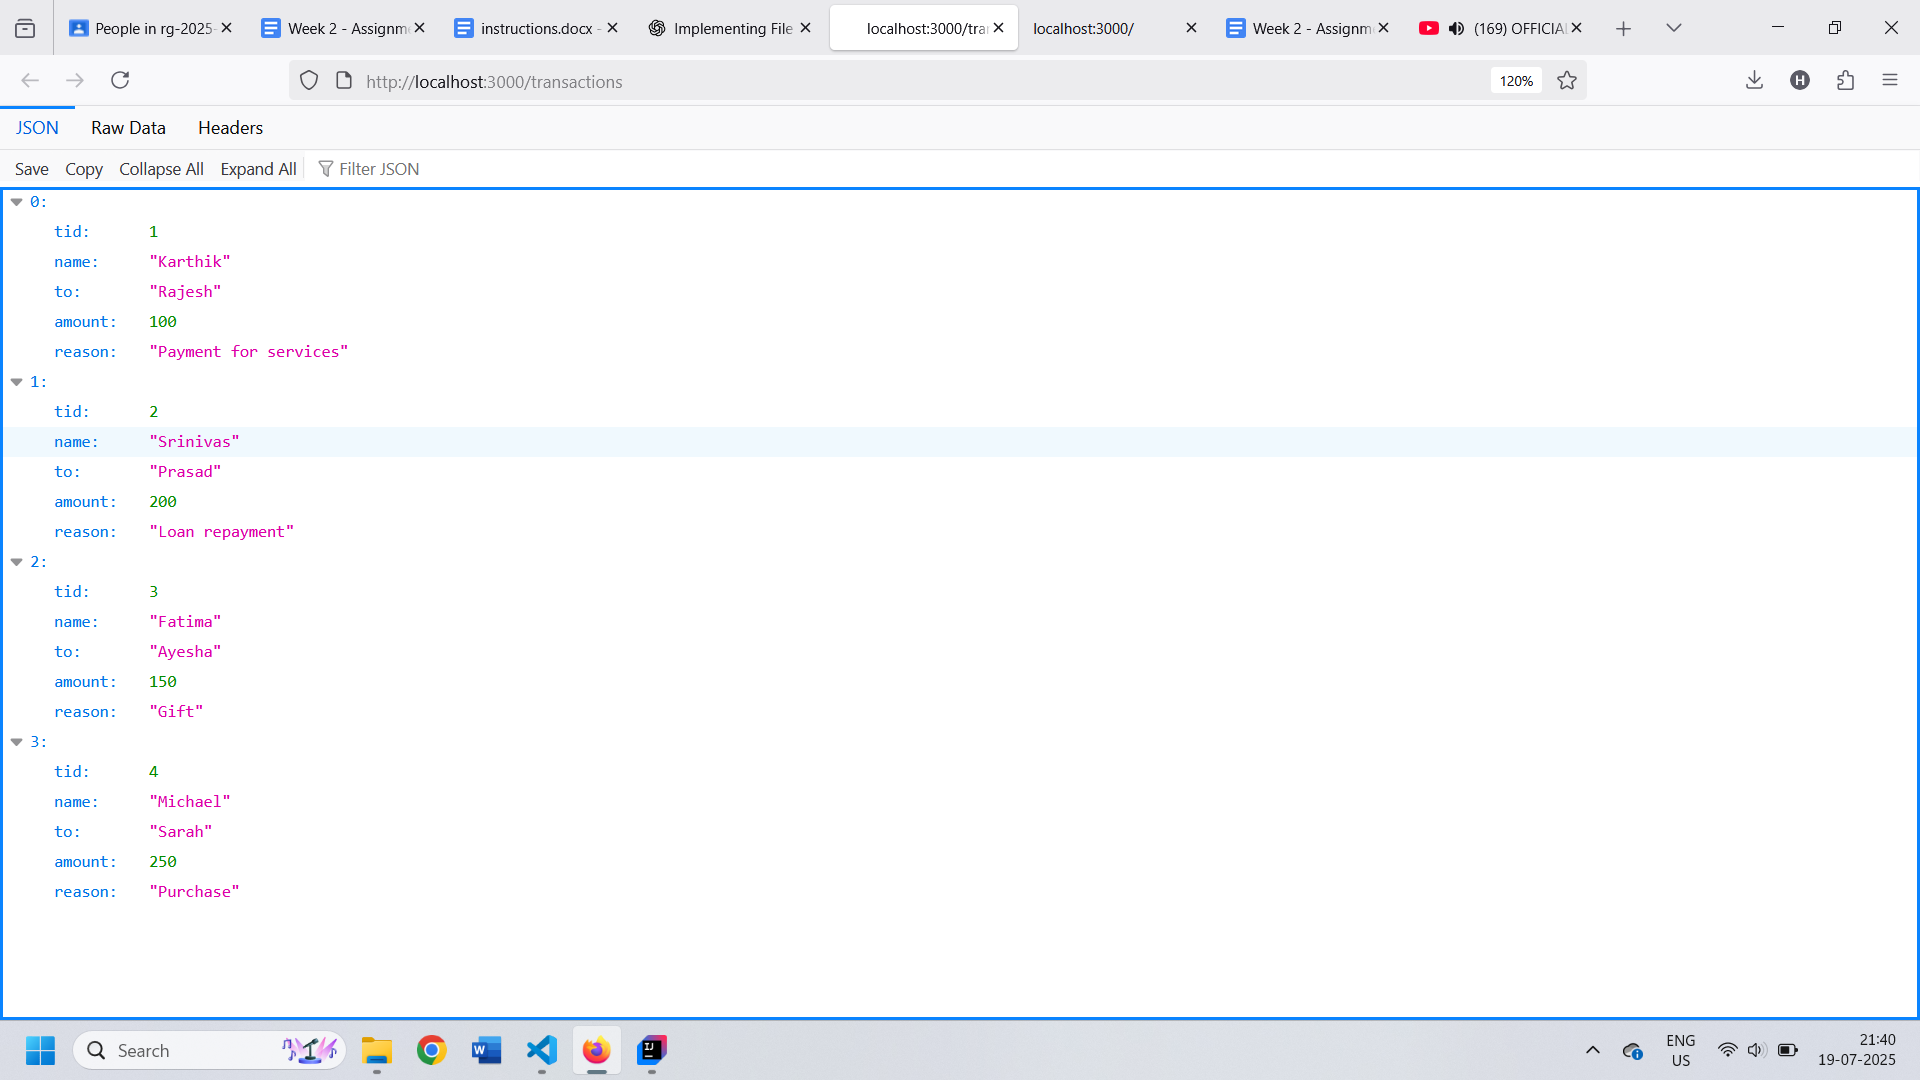 People in rg-2025-
Week 2 - Assignme
instructions.docx -
Implementing File
localhost:3000/tra
localhost:3000/
Week 2 - Assignme
(169) OFFICIAL
http://localhost:3000/transactions
120%
H
JSON Raw Data Headers
Save Copy Collapse All Expand All Filter JSON
0:
tid: 1
name: "Karthik"
to: "Rajesh"
amount: 100
reason: "Payment for services"
1:
tid: 2
name: "Srinivas"
to: "Prasad"
amount: 200
reason: "Loan repayment"
2:
tid: 3
name: "Fatima"
to: "Ayesha"
amount: 150
reason: "Gift"
3:
tid: 4
name: "Michael"
to: "Sarah"
amount: 250
reason: "Purchase"
Search
ENG
US
21:40
19-07-2025